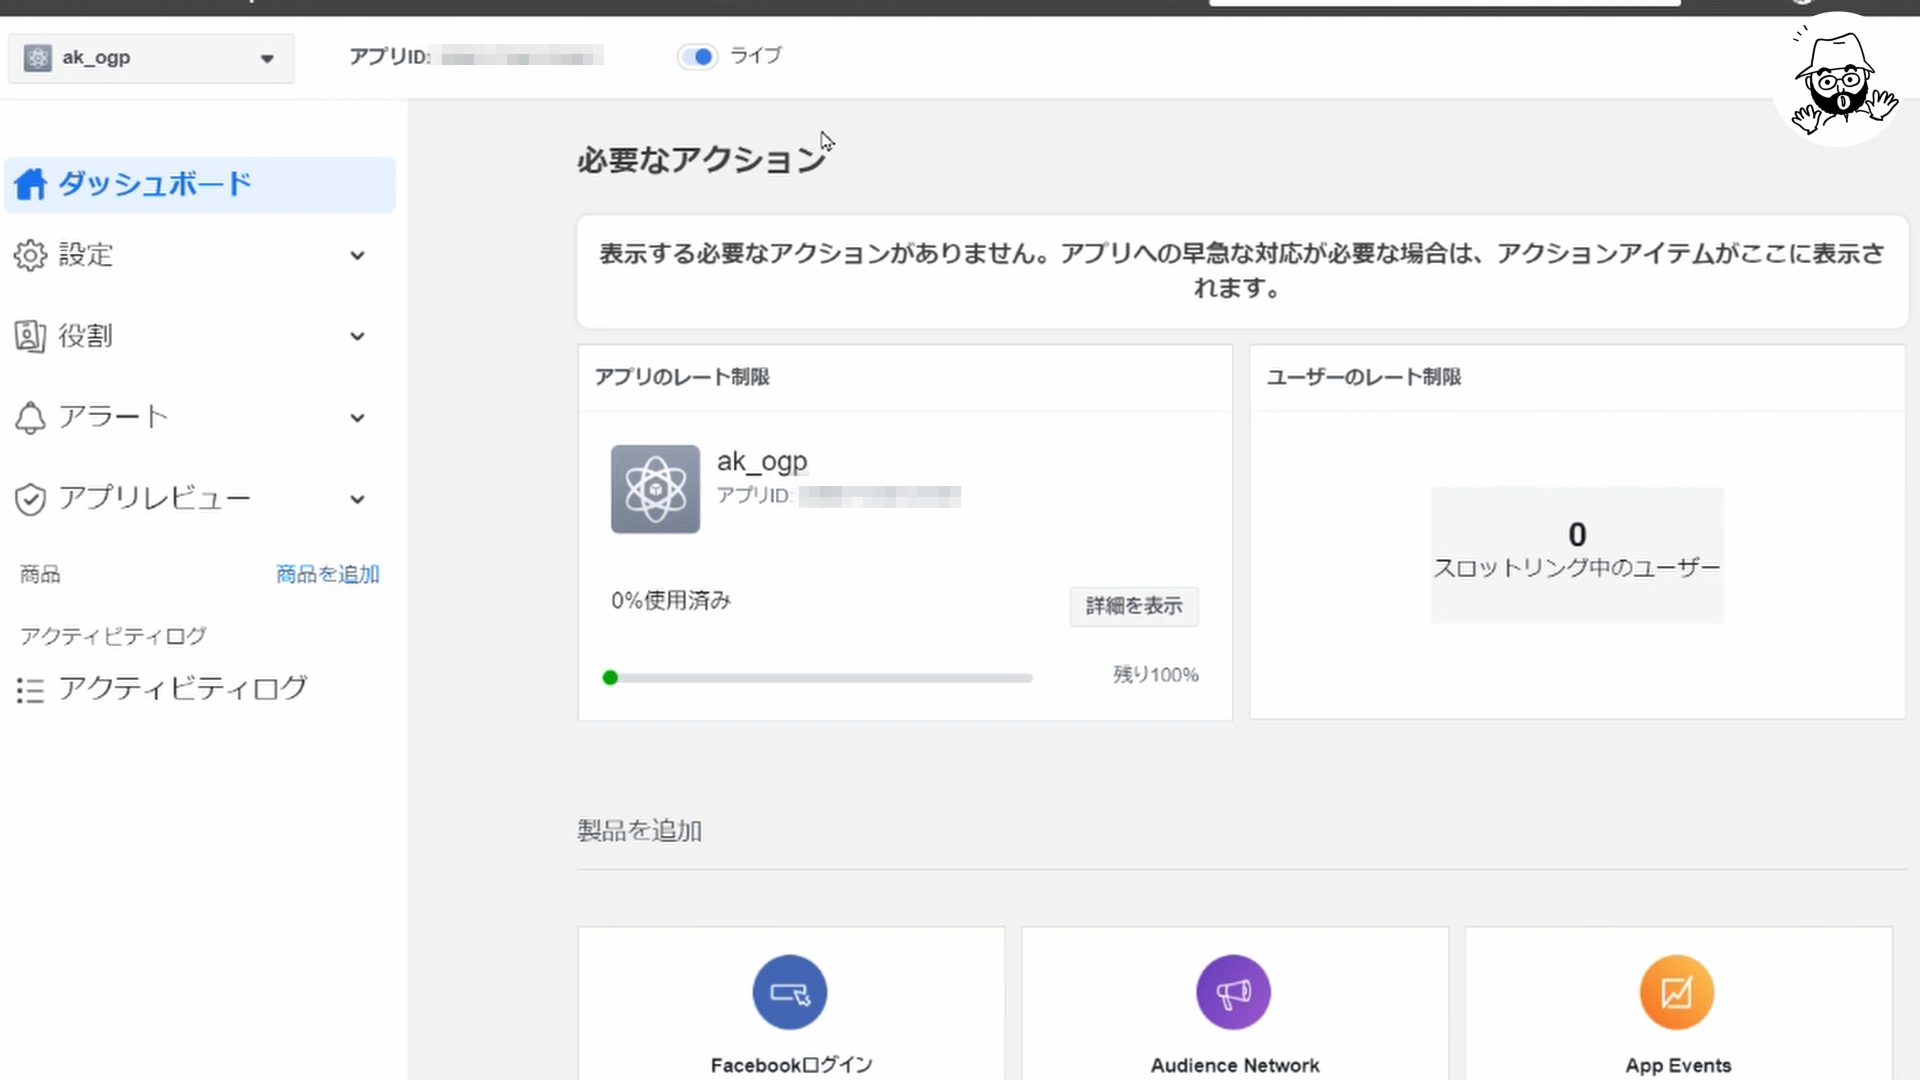 ak_ogp
アプリID:
ライブ
ダッシュボード
設定
役割
アラート
アプリレビュー
商品
商品を追加
アクティビティログ
アクティビティログ
必要なアクション
表示する必要なアクションがありません。アプリへの早急な対応が必要な場合は、アクションアイテムがここに表示さ
れます。
アプリのレート制限
ak_ogp
アプリID:
0%使用済み
詳細を表示
残り100%
ユーザーのレート制限
0
スロットリング中のユーザー
製品を追加
Facebookログイン
Audience Network
App Events